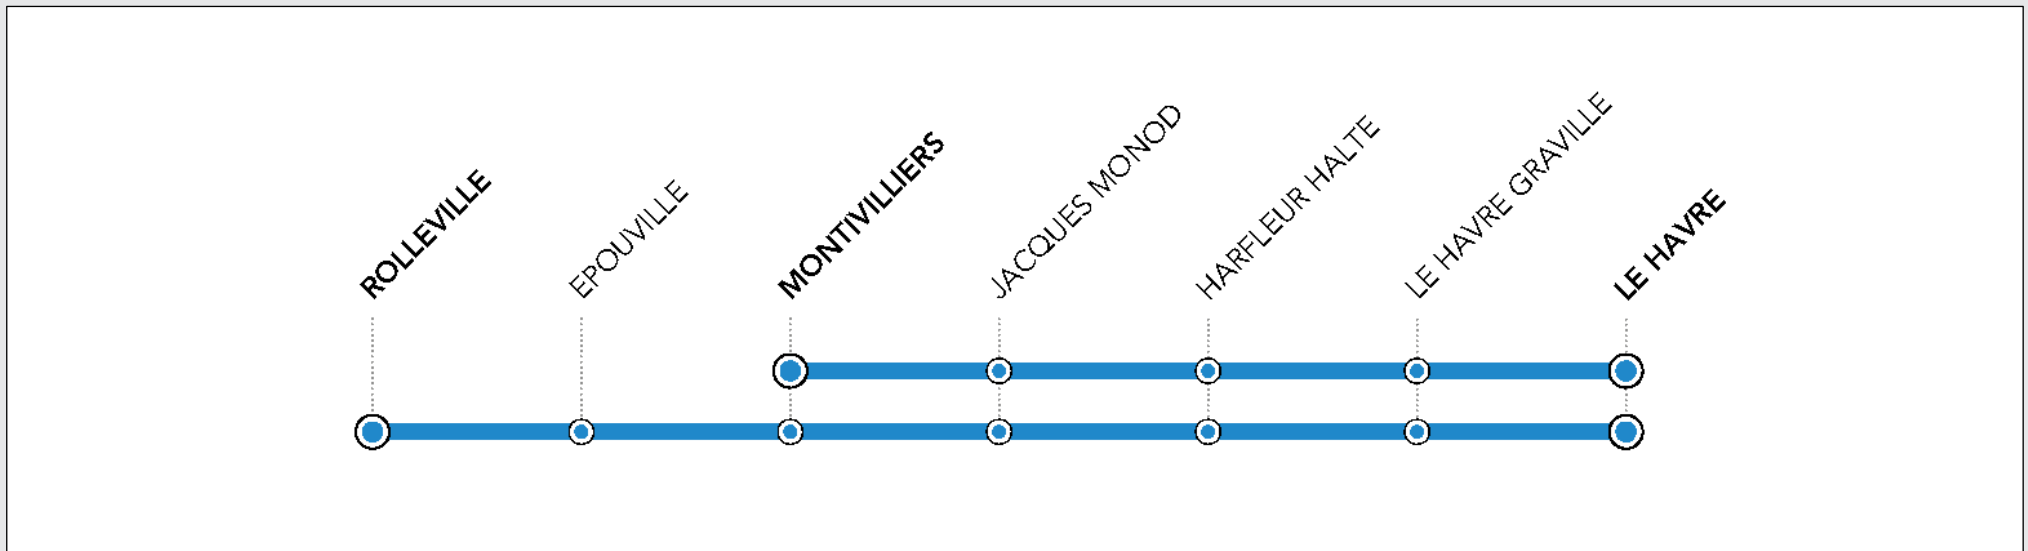 ROLLEVILLE
EPOUVILLE
MONTIVILLIERS
JACQUES MONOD
HARFLEUR HALTE
LE HAVRE GRAVILLE
LE HAVRE